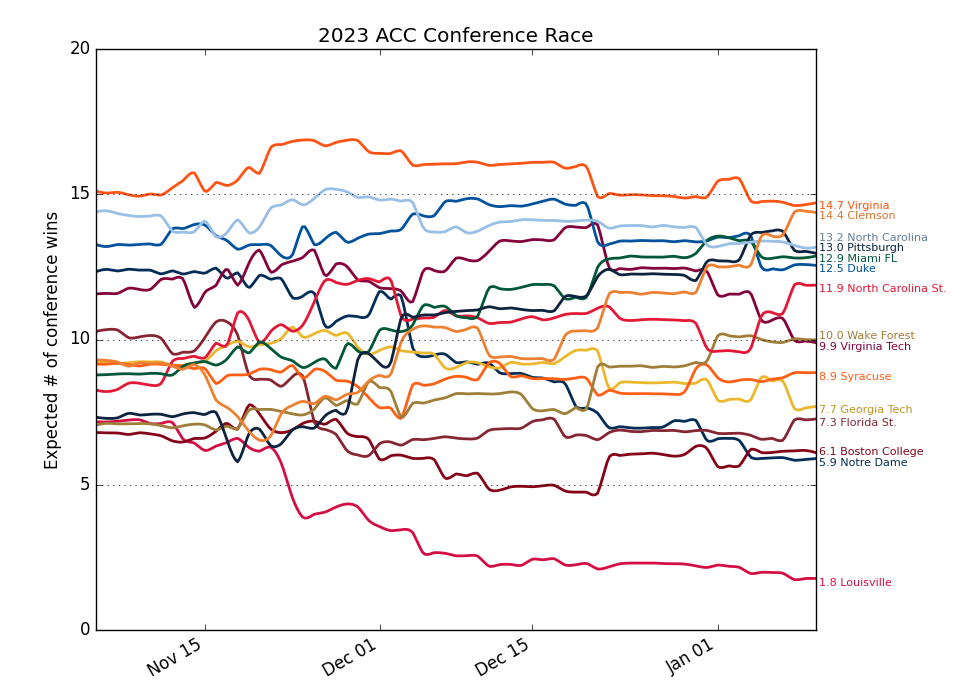 2023 ACC Conference Race
Expected # of conference wins
20
15
10
5
0
Nov 15
Dec 01
Dec 15
Jan 01
14.7 Virginia
14.4 Clemson
13.2 North Carolina
13.0 Pittsburgh
12.9 Miami FL
12.5 Duke
11.9 North Carolina St.
10.0 Wake Forest
9.9 Virginia Tech
8.9 Syracuse
7.7 Georgia Tech
7.3 Florida St.
6.1 Boston College
5.9 Notre Dame
1.8 Louisville